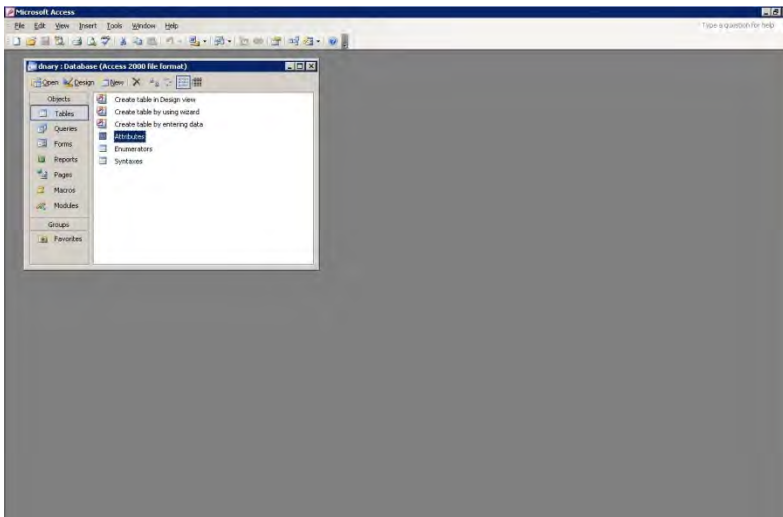 Microsoft Access
File Edit View Insert Tools Window Help
Type a question for help
dnary : Database (Access 2000 file format)
Open Design New
Objects
Tables
Queries
Forms
Reports
Pages
Macros
Modules
Groups
Favorites
Create table in Design view
Create table by using wizard
Create table by entering data
Attributes
Enumerators
Syntaxes